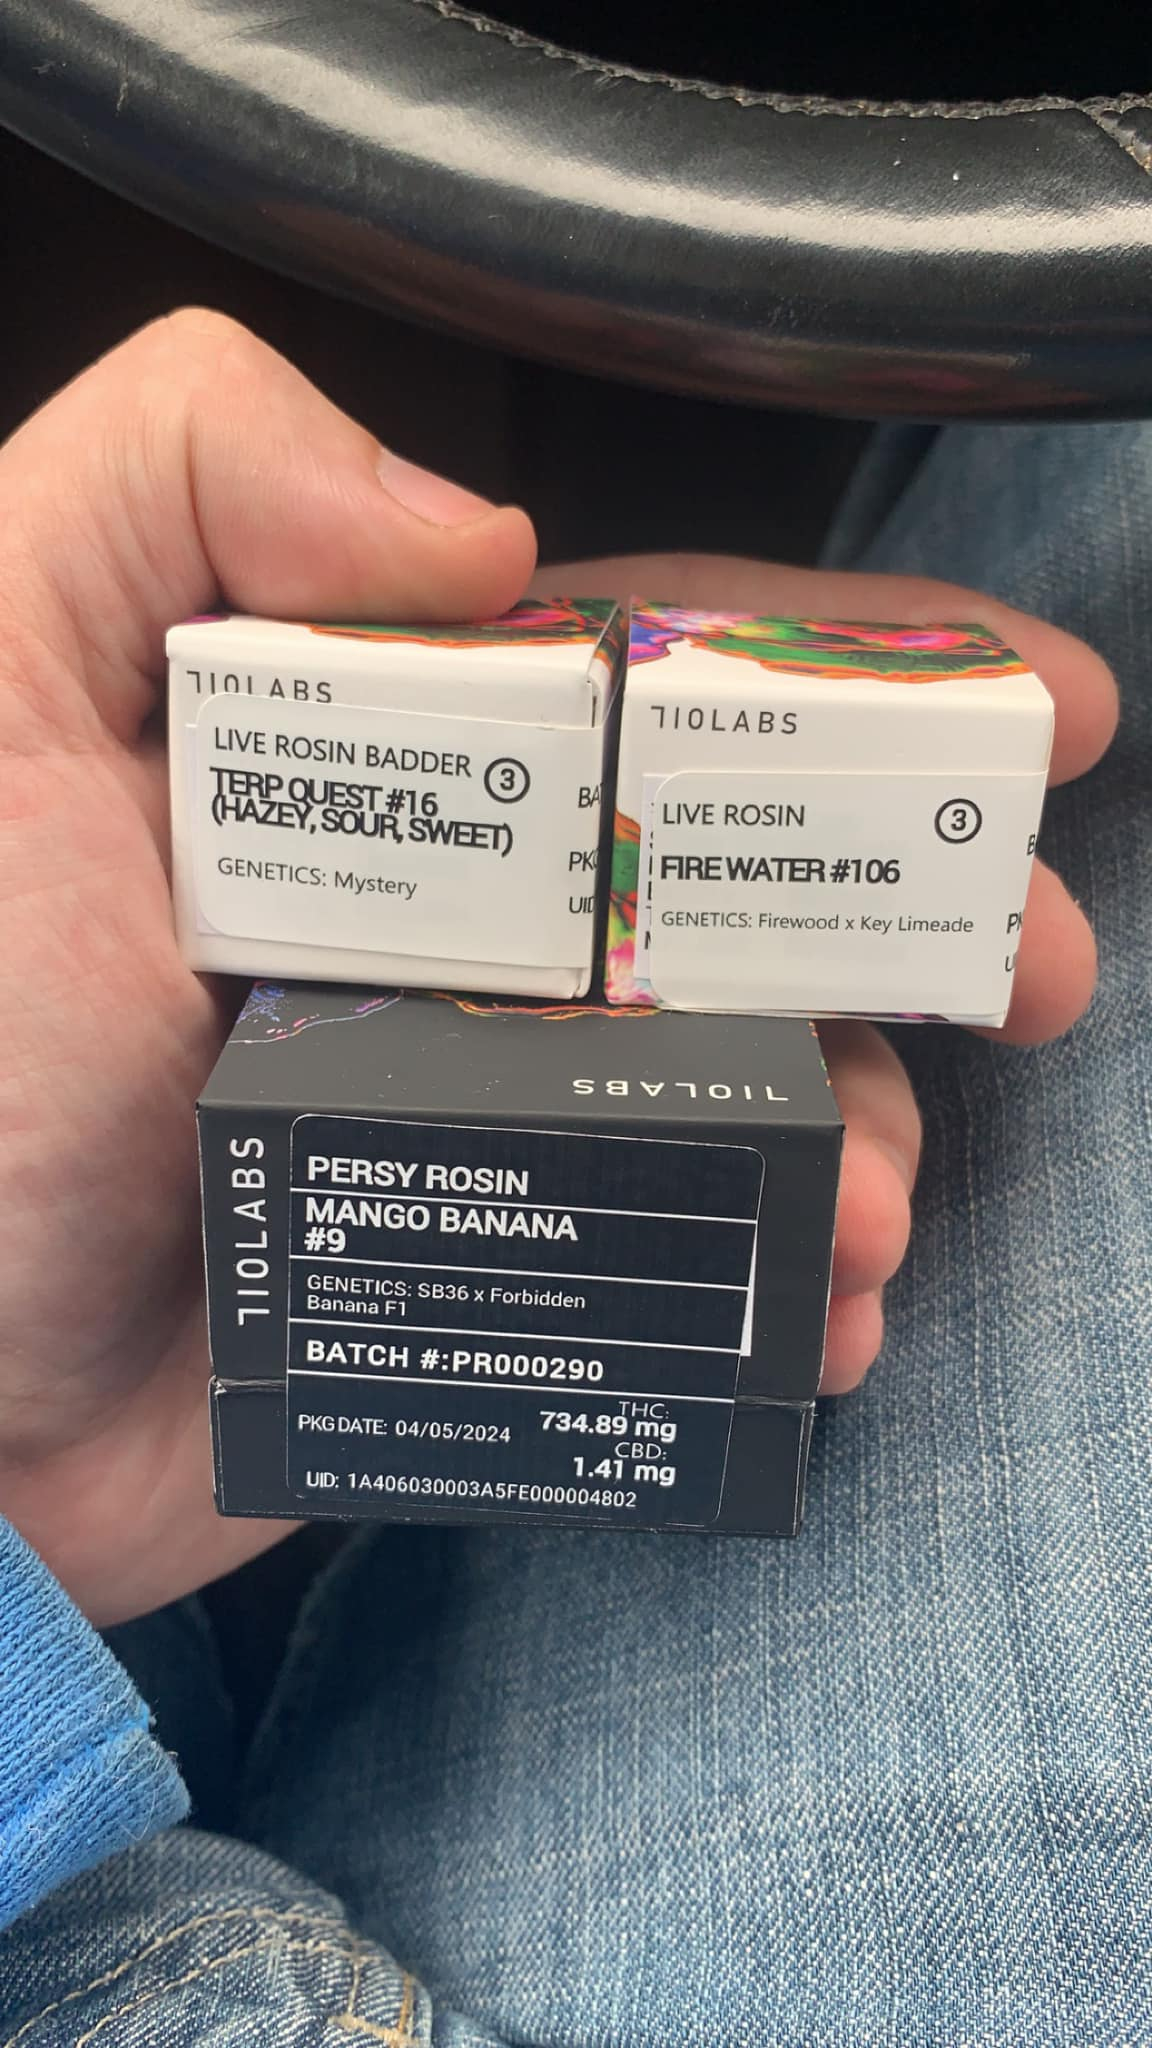 710LABS
LIVE ROSIN BADDER 3
TERP QUEST #16
(HAZEY, SOUR, SWEET)
GENETICS: Mystery
UID
710LABS
LIVE ROSIN 3
FIRE WATER #106
GENETICS: Firewood x Key Limeade
710LABS
710LABS
PERSY ROSIN
MANGO BANANA
#9
GENETICS: SB36 x Forbidden
Banana F1
BATCH #:PR000290
THC:
PKG DATE: 04/05/2024 734.89 mg
CBD:
1.41 mg
UID: 1A406030003A5FE000004802